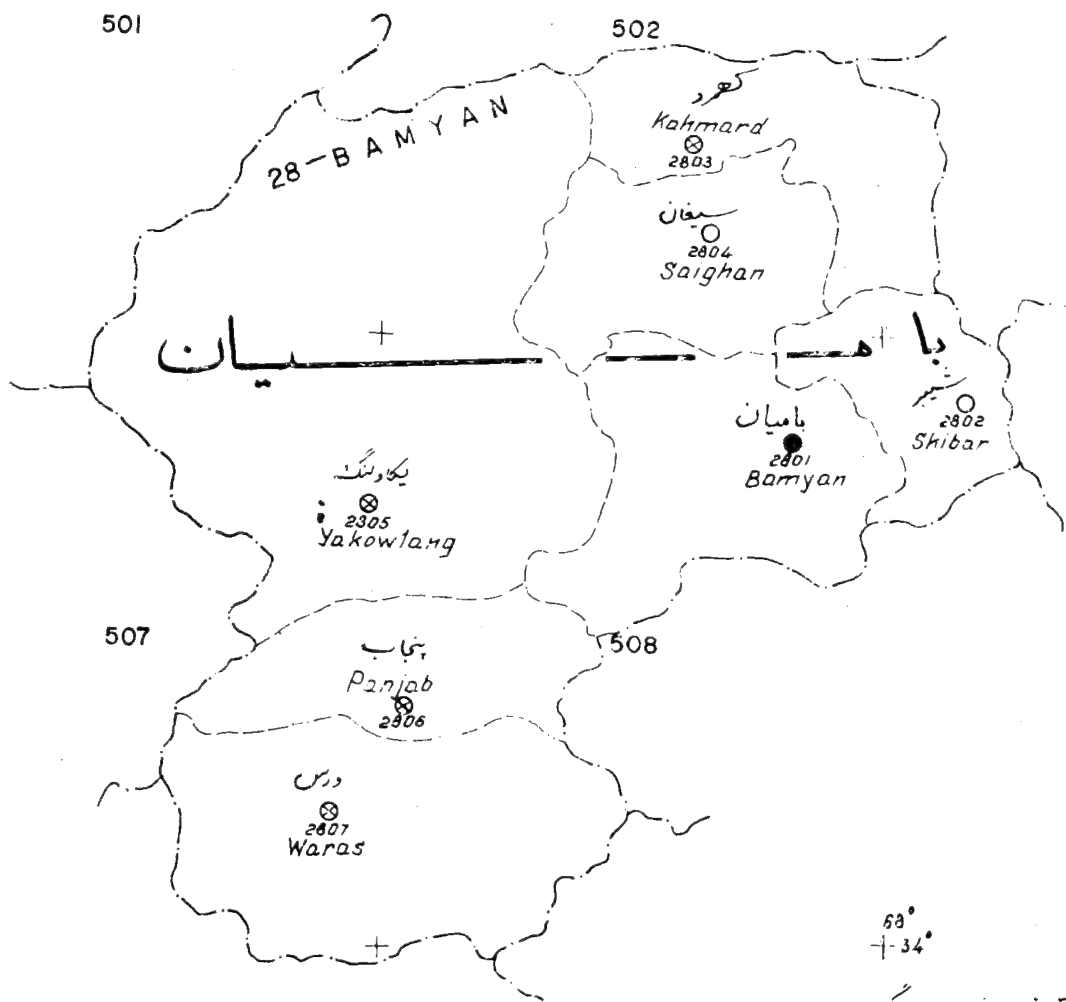 501
502
28-BAMYAN
کهمرد
Kahmard
2803
سیغان
2804
Saighan
بامیان
شیبر
2802
Shibar
بامیان
2801
Bamyan
یکاولنگ
2305
Yakowlang
507
508
پنجاب
Panjab
2806
ورس
2807
Waras
68°
34°